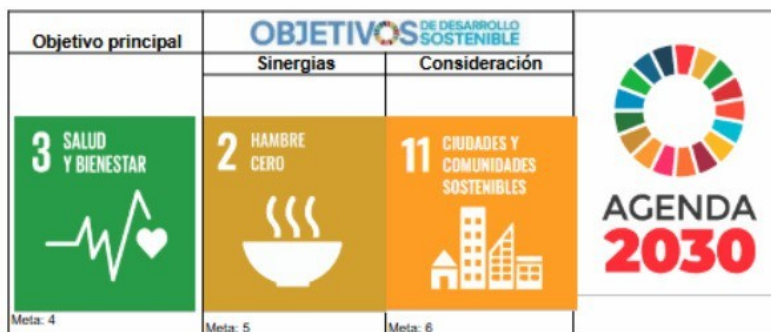 Objetivo principal
OBJETIVOS DE DESARROLLO SOSTENIBLE
Sinergias
Consideración
3 SALUD
Y BIENESTAR
2 HAMBRE
CERO
11 CIUDADES Y
COMUNIDADES
SOSTENIBLES
AGENDA
2030
Meta: 4
Meta: 5
Meta: 6